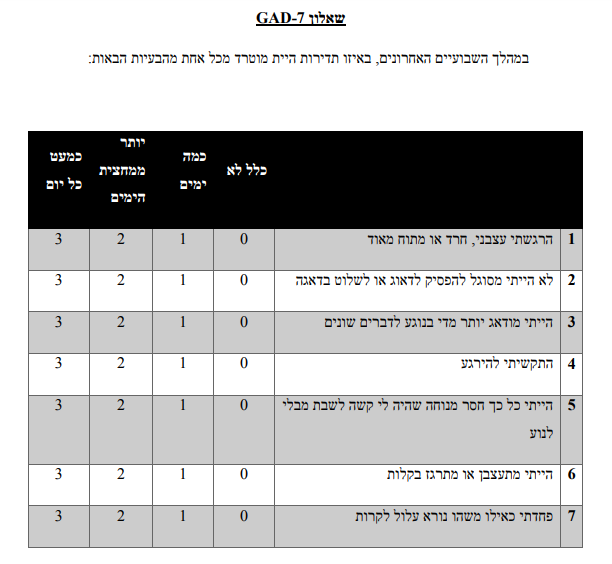 שאלון GAD-7
במהלך השבועיים האחרונים, באיזו תדירות היית מוטרד מכל אחת מהבעיות הבאות:
כלל לא
כמה
ימים
יותר
ממחצית
הימים
כמעט
כל יום
1 הרגשתי עצבני, חרד או מתוח מאוד 0 1 2 3
2 לא הייתי מסוגל להפסיק לדאוג או לשלוט בדאגה 0 1 2 3
3 הייתי מודאג יותר מדי בנוגע לדברים שונים 0 1 2 3
4 התקשיתי להירגע 0 1 2 3
5 הייתי כל כך חסר מנוחה שהיה לי קשה לשבת מבלי 0 1 2 3
לנוע
6 הייתי מתעצבן או מתרגז בקלות 0 1 2 3
7 פחדתי כאילו משהו נורא עלול לקרות 0 1 2 3